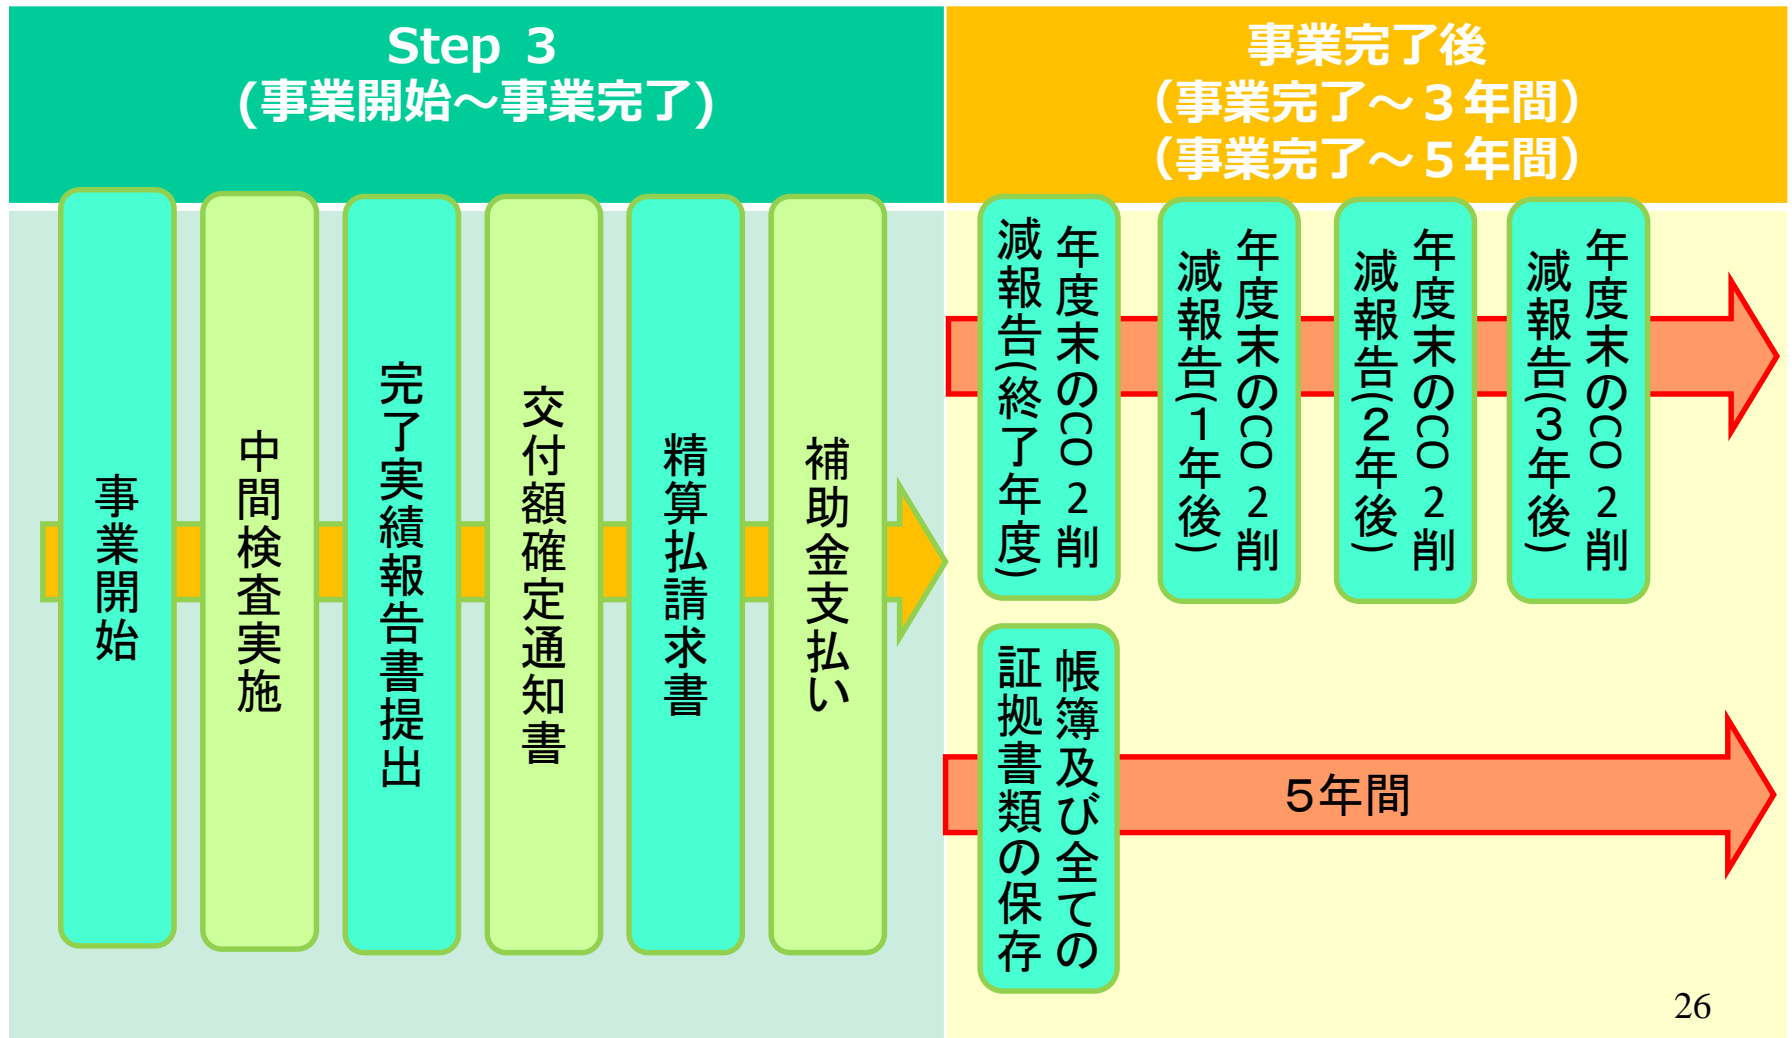 Step 3
(事業開始～事業完了)
事業完了後
（事業完了～３年間）
（事業完了～５年間）
事業開始
中間検査実施
完了実績報告書提出
交付額確定通知書
精算払請求書
補助金支払い
年度末のCO２削
減報告(終了年度)
年度末のCO２削
減報告(１年後)
年度末のCO２削
減報告(２年後)
年度末のCO２削
減報告(３年後)
帳簿及び全ての
証拠書類の保存
５年間
26